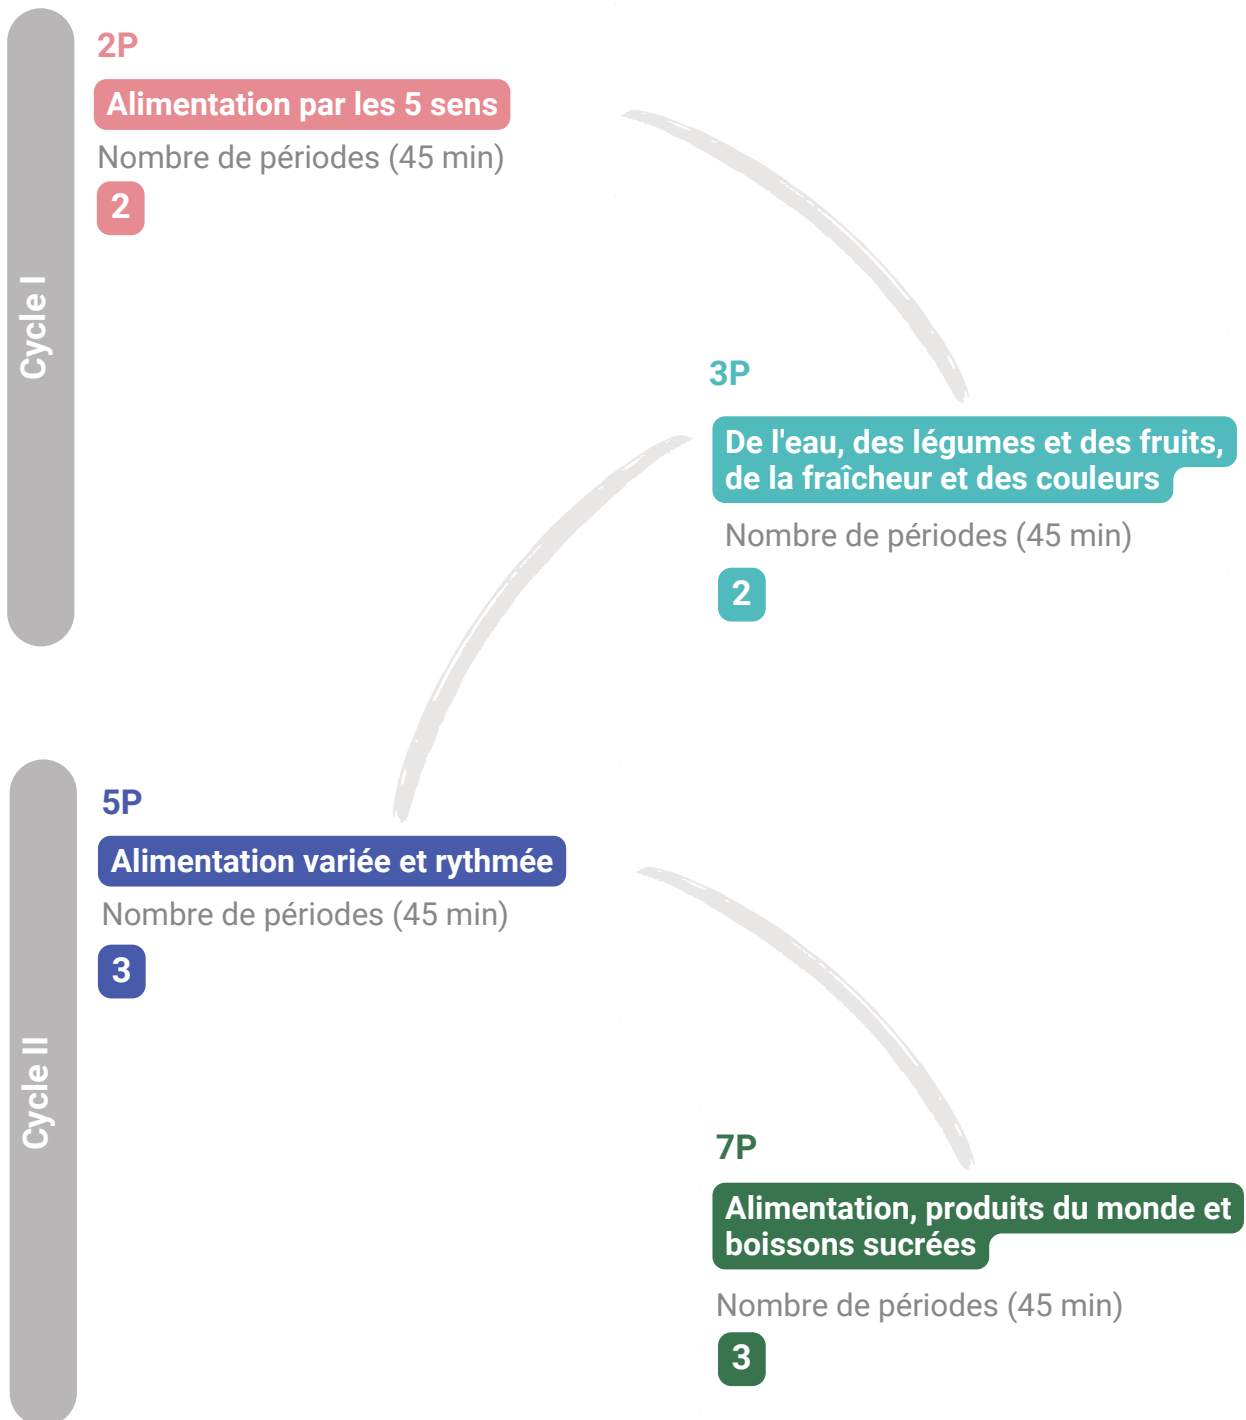 Cycle I
2P
Alimentation par les 5 sens
Nombre de périodes (45 min)
2
3P
De l'eau, des légumes et des fruits,
de la fraîcheur et des couleurs
Nombre de périodes (45 min)
2
Cycle II
5P
Alimentation variée et rythmée
Nombre de périodes (45 min)
3
7P
Alimentation, produits du monde et
boissons sucrées
Nombre de périodes (45 min)
3